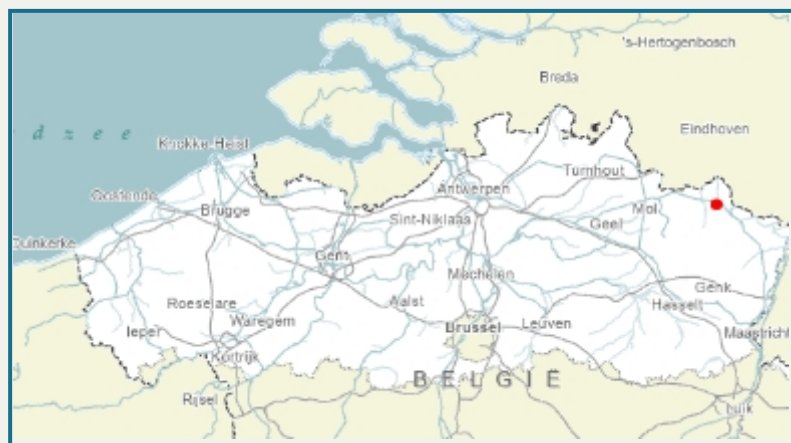 's-Hertogenbosch
Breda
Eindhoven
d z e e
Knokke-Heist
Turnhout
Antwerpen
Oostende
Brugge
Sint-Niklaas
Geel
Mol
Duinkerke
Gent
Mechelen
Genk
Roeselare
Aalst
Hasselt
Ieper
Waregem
Brussel
Leuven
Maastricht
Kortrijk
BELGIË
Rijsel
Luik